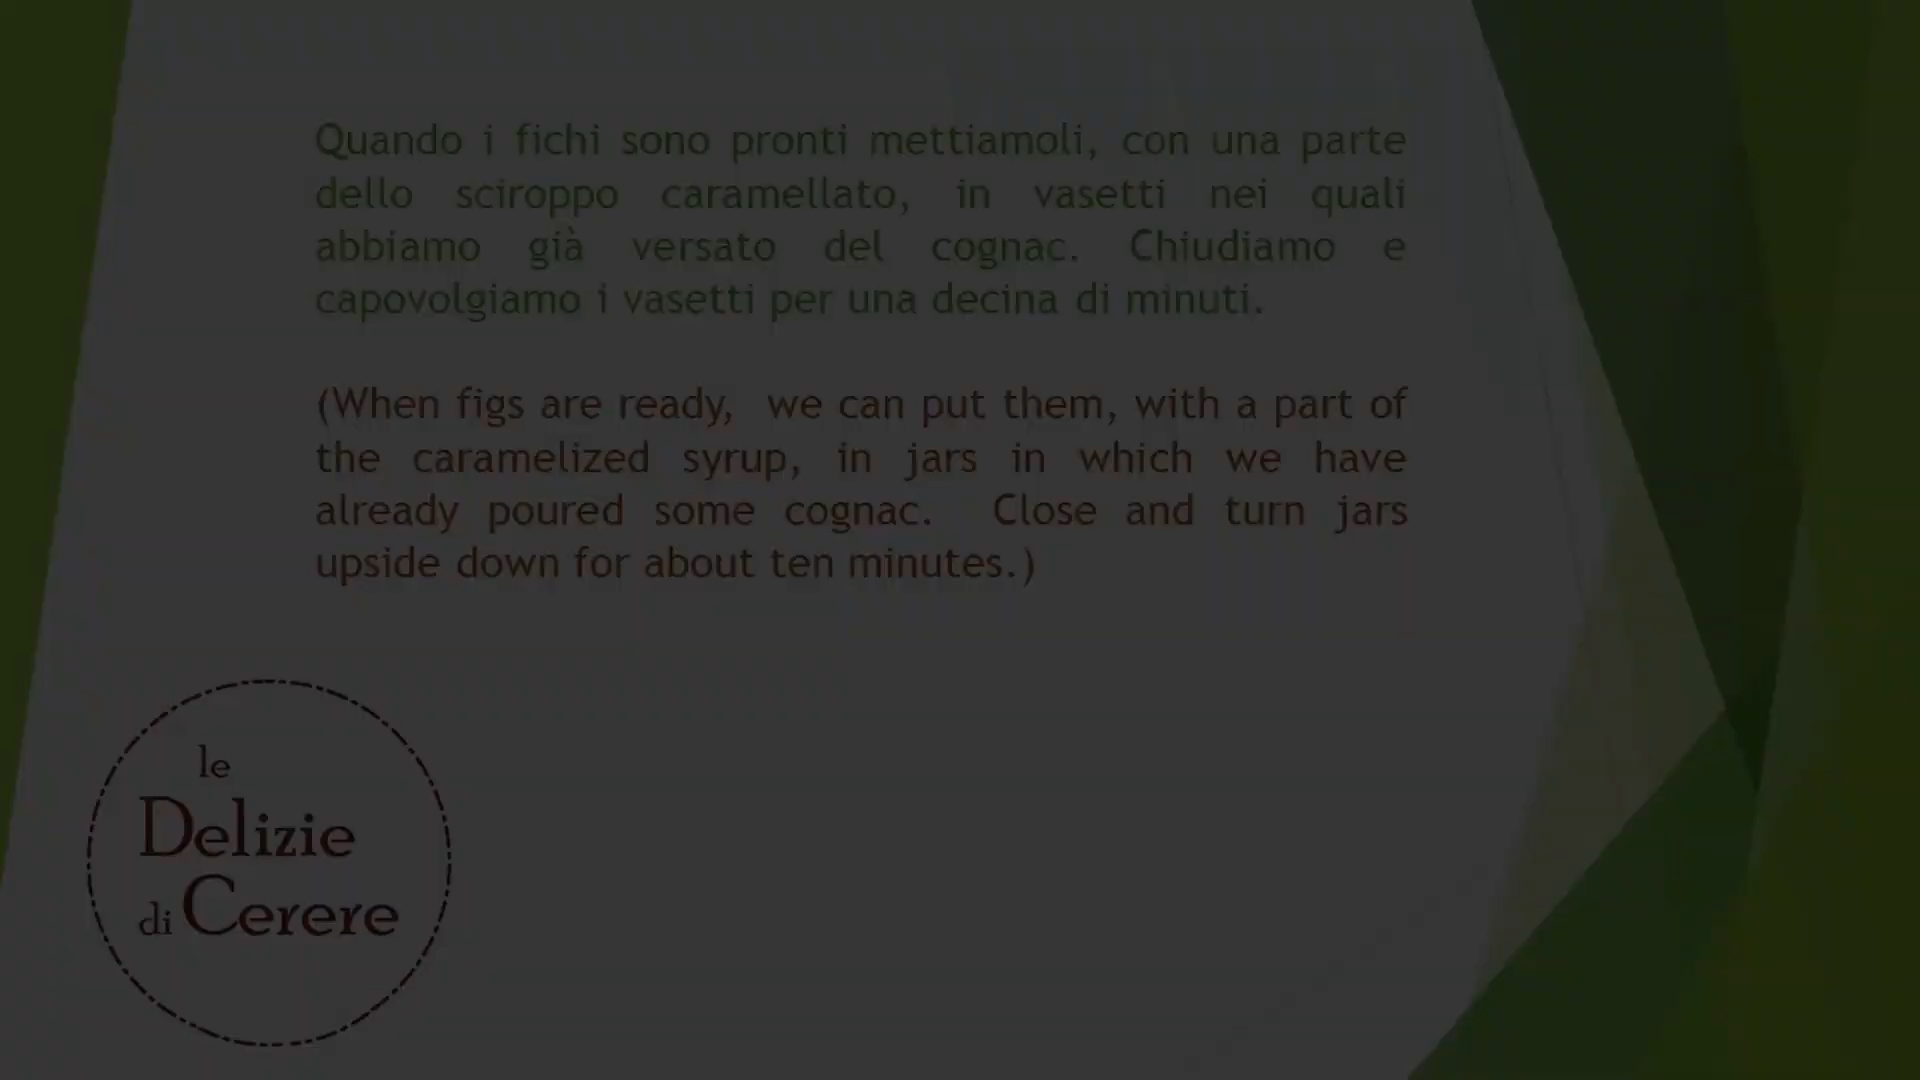 Quando i fichi sono pronti mettiamoli, con una parte
dello sciroppo caramellato, in vasetti nei quali
abbiamo già versato del cognac. Chiudiamo e
capovolgiamo i vasetti per una decina di minuti.
(When figs are ready, we can put them, with a part of
the caramelized syrup, in jars in which we have
already poured some cognac. Close and turn jars
upside down for about ten minutes.)
le
Delizie
di Cerere